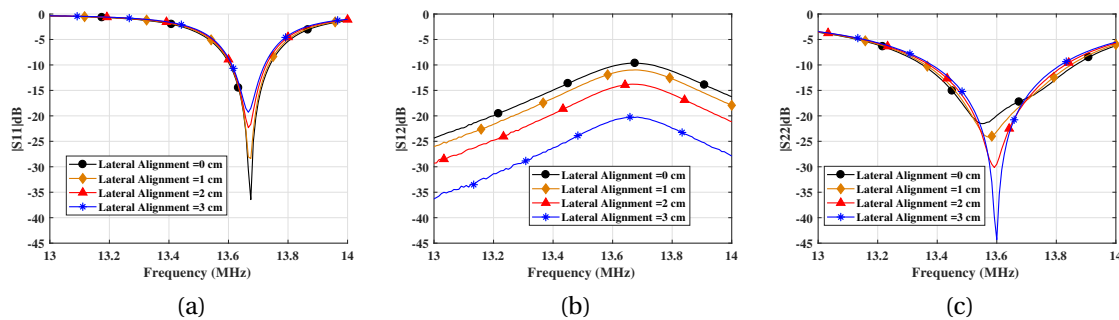 |S11|dB
0
-5
-10
-15
-20
-25
-30
-35
-40
-45
Lateral Alignment =0 cm
Lateral Alignment =1 cm
Lateral Alignment =2 cm
Lateral Alignment =3 cm
13 13.2 13.4 13.6 13.8 14
Frequency (MHz)
(a)
|S12|dB
0
-5
-10
-15
-20
-25
-30
-35
-40
-45
Lateral Alignment =0 cm
Lateral Alignment =1 cm
Lateral Alignment =2 cm
Lateral Alignment =3 cm
13 13.2 13.4 13.6 13.8 14
Frequency (MHz)
(b)
|S22|dB
0
-5
-10
-15
-20
-25
-30
-35
-40
-45
Lateral Alignment =0 cm
Lateral Alignment =1 cm
Lateral Alignment =2 cm
Lateral Alignment =3 cm
13 13.2 13.4 13.6 13.8 14
Frequency (MHz)
(c)